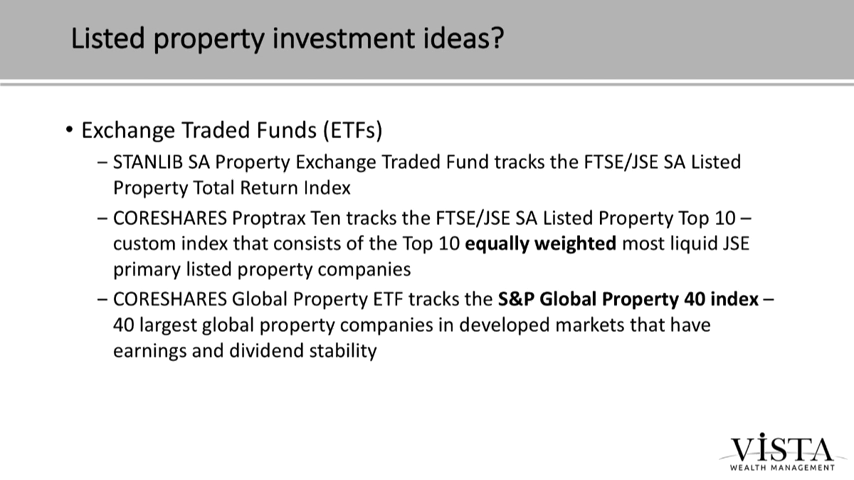 Listed property investment ideas?
• Exchange Traded Funds (ETFs)
– STANLIB SA Property Exchange Traded Fund tracks the FTSE/JSE SA Listed
Property Total Return Index
– CORESHARES Proptrax Ten tracks the FTSE/JSE SA Listed Property Top 10 –
custom index that consists of the Top 10 equally weighted most liquid JSE
primary listed property companies
– CORESHARES Global Property ETF tracks the S&P Global Property 40 index –
40 largest global property companies in developed markets that have
earnings and dividend stability
VISTA
WEALTH MANAGEMENT